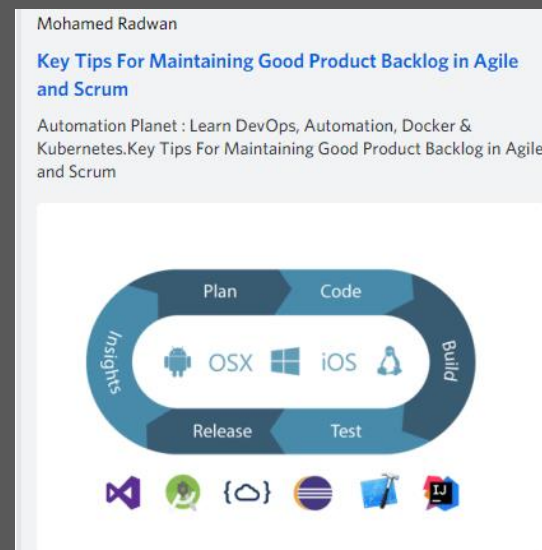 Mohamed Radwan
Key Tips For Maintaining Good Product Backlog in Agile
and Scrum
Automation Planet : Learn DevOps, Automation, Docker &
Kubernetes.Key Tips For Maintaining Good Product Backlog in Agile
and Scrum
Plan
Code
Insights
OSX
iOS
Build
Release
Test
IJ